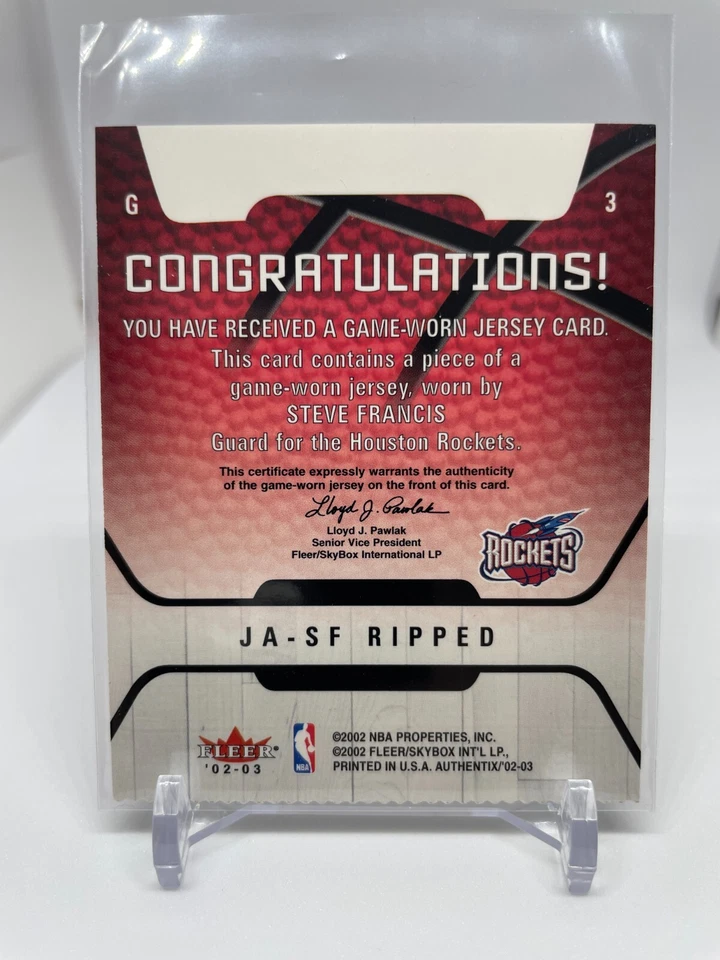 G 3
CONGRATULATIONS!
YOU HAVE RECEIVED A GAME-WORN JERSEY CARD.
This card contains a piece of a
game-worn jersey, worn by
STEVE FRANCIS
Guard for the Houston Rockets.
This certificate expressly warrants the authenticity
of the game-worn jersey on the front of this card.
Lloyd J. Pawlak
Lloyd J. Pawlak
Senior Vice President
Fleer/SkyBox International LP
ROCKETS
JA-SF RIPPED
FLEER®
'02-03
NBA
©2002 NBA PROPERTIES, INC.
©2002 FLEER/SKYBOX INT'L LP.,
PRINTED IN U.S.A. AUTHENTIX/'02-03